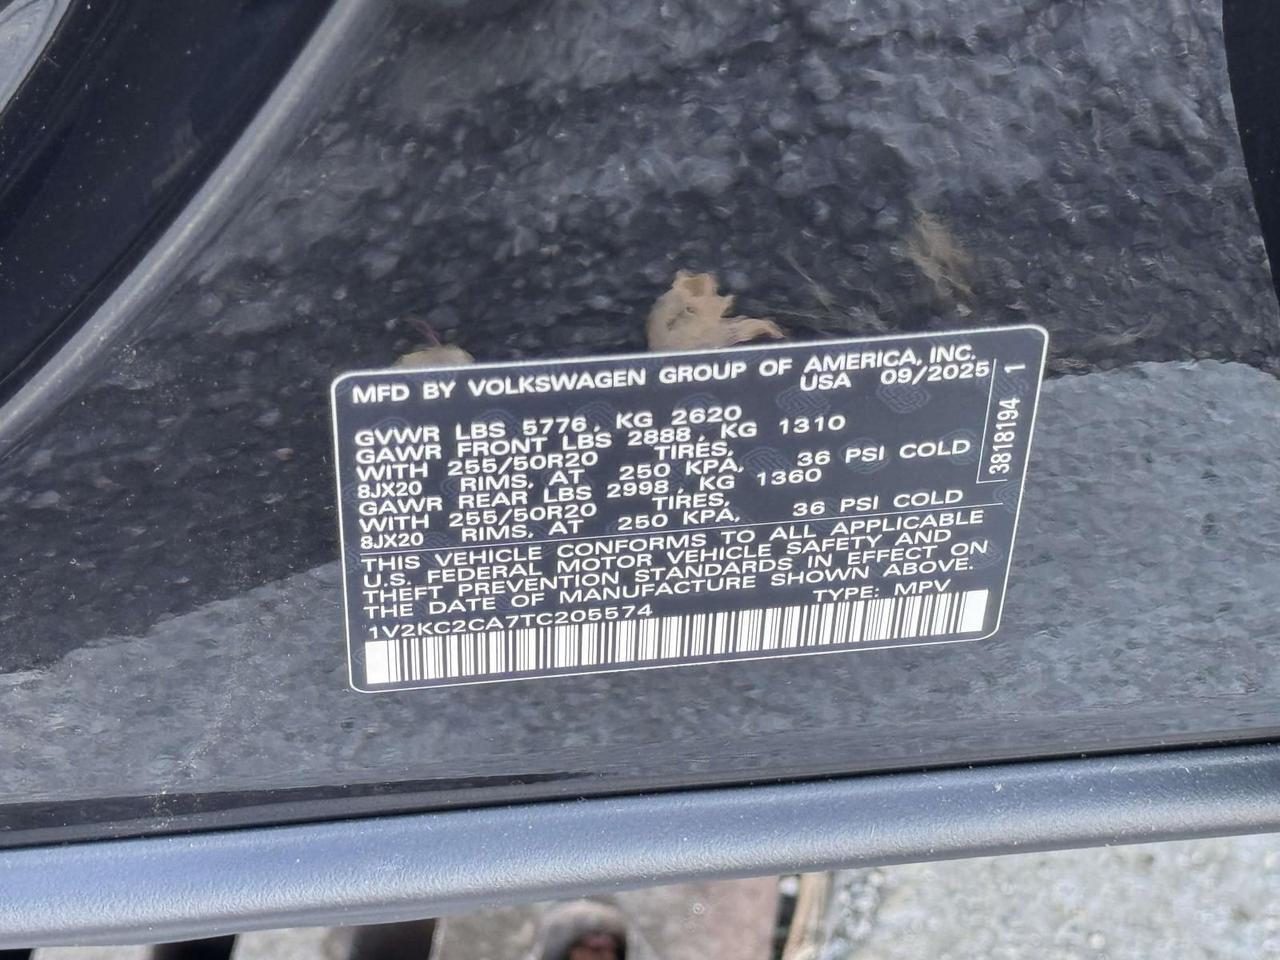 MFD BY VOLKSWAGEN GROUP OF AMERICA, INC.
USA 09/2025
GVWR LBS 5776, KG 2620
GAWR FRONT LBS 2888, KG 1310
WITH 255/50R20 TIRES,
8JX20 RIMS, AT 250 KPA, 36 PSI COLD
GAWR REAR LBS 2998, KG 1360
WITH 255/50R20 TIRES,
8JX20 RIMS, AT 250 KPA, 36 PSI COLD
THIS VEHICLE CONFORMS TO ALL APPLICABLE
U.S. FEDERAL MOTOR VEHICLE SAFETY AND
THEFT PREVENTION STANDARDS IN EFFECT ON
THE DATE OF MANUFACTURE SHOWN ABOVE.
1V2KC2CA7TC205574 TYPE: MPV
3818194 1